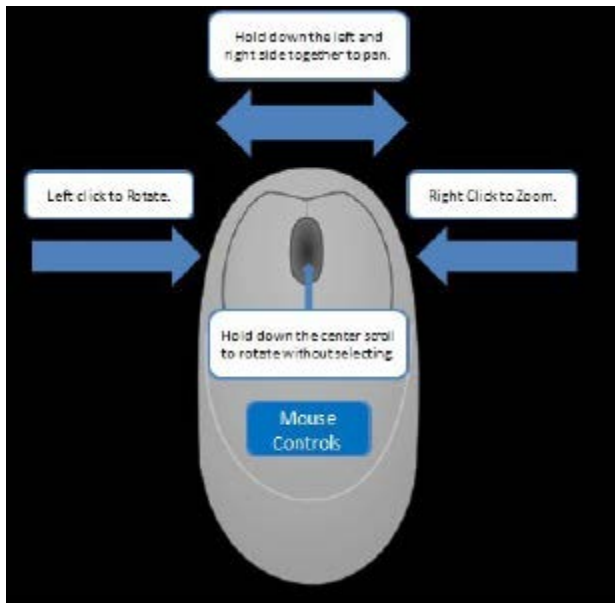 Hold down the left and
right side together to pan.
Left click to Rotate.
Right Click to Zoom.
Hold down the center scroll
to rotate without selecting.
Mouse
Controls